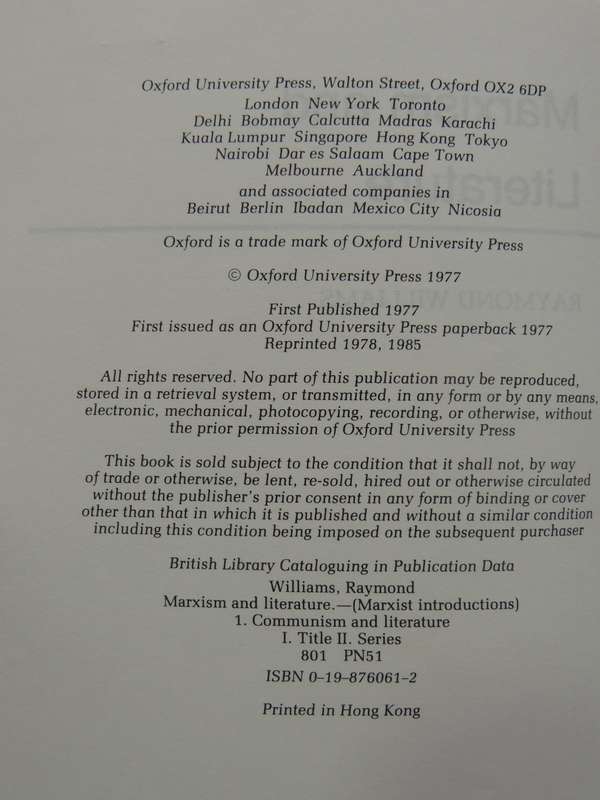 Oxford University Press, Walton Street, Oxford OX2 6DP
London New York Toronto
Delhi Bobmay Calcutta Madras Karachi
Kuala Lumpur Singapore Hong Kong Tokyo
Nairobi Dar es Salaam Cape Town
Melbourne Auckland
and associated companies in
Beirut Berlin Ibadan Mexico City Nicosia
Oxford is a trade mark of Oxford University Press
© Oxford University Press 1977
First Published 1977
First issued as an Oxford University Press paperback 1977
Reprinted 1978, 1985
All rights reserved. No part of this publication may be reproduced,
stored in a retrieval system, or transmitted, in any form or by any means,
electronic, mechanical, photocopying, recording, or otherwise, without
the prior permission of Oxford University Press
This book is sold subject to the condition that it shall not, by way
of trade or otherwise, be lent, re-sold, hired out or otherwise circulated
without the publisher's prior consent in any form of binding or cover
other than that in which it is published and without a similar condition
including this condition being imposed on the subsequent purchaser
British Library Cataloguing in Publication Data
Williams, Raymond
Marxism and literature.—(Marxist introductions)
1. Communism and literature
I. Title II. Series
801 PN51
ISBN 0–19–876061–2
Printed in Hong Kong